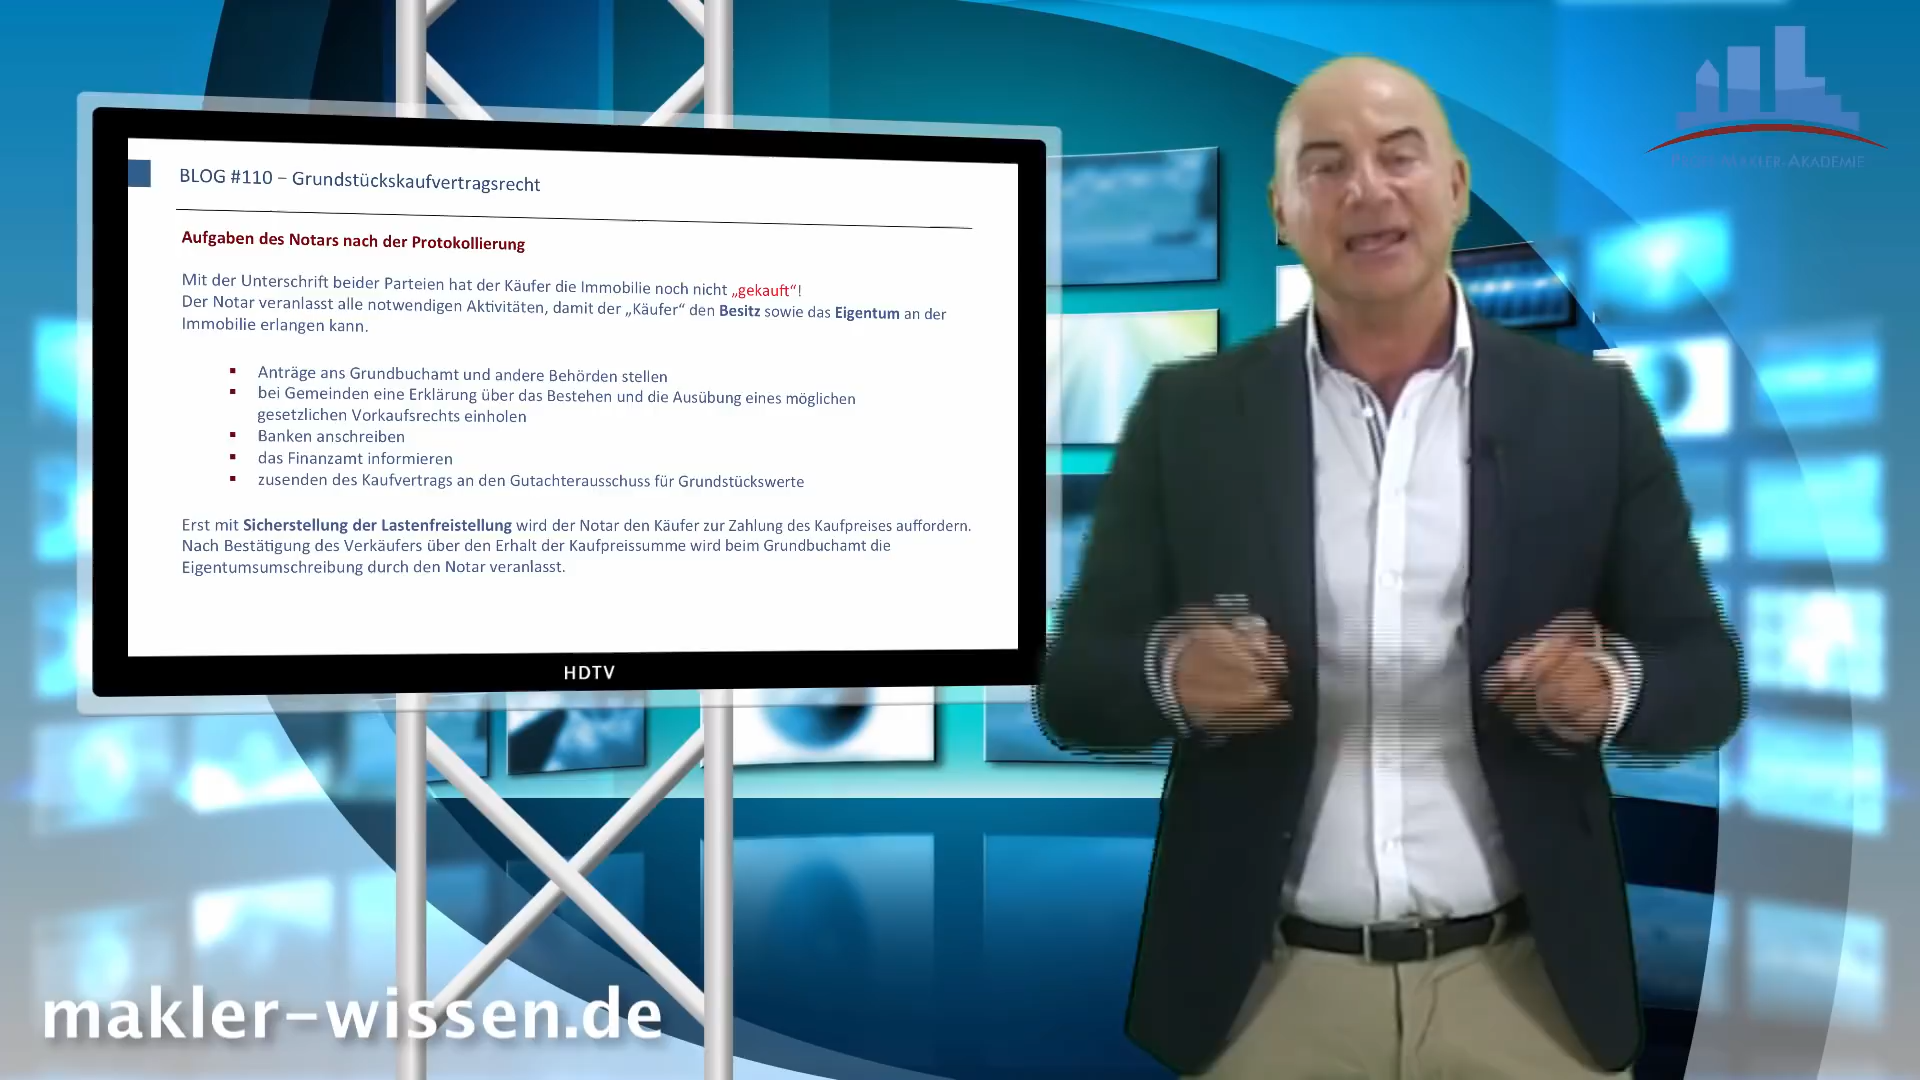 BLOG #110 – Grundstückskaufvertragsrecht
Aufgaben des Notars nach der Protokollierung
Mit der Unterschrift beider Parteien hat der Käufer die Immobilie noch nicht „gekauft“!
Der Notar veranlasst alle notwendigen Aktivitäten, damit der „Käufer“ den Besitz sowie das Eigentum an der
Immobilie erlangen kann.
▪ Anträge ans Grundbuchamt und andere Behörden stellen
▪ bei Gemeinden eine Erklärung über das Bestehen und die Ausübung eines möglichen
gesetzlichen Vorkaufsrechts einholen
▪ Banken anschreiben
▪ das Finanzamt informieren
▪ zusenden des Kaufvertrags an den Gutachterausschuss für Grundstückswerte
Erst mit Sicherstellung der Lastenfreistellung wird der Notar den Käufer zur Zahlung des Kaufpreises auffordern.
Nach Bestätigung des Verkäufers über den Erhalt der Kaufpreissumme wird beim Grundbuchamt die
Eigentumsumschreibung durch den Notar veranlasst.
HDTV
MAKLER-AKADEMIE
makler-wissen.de